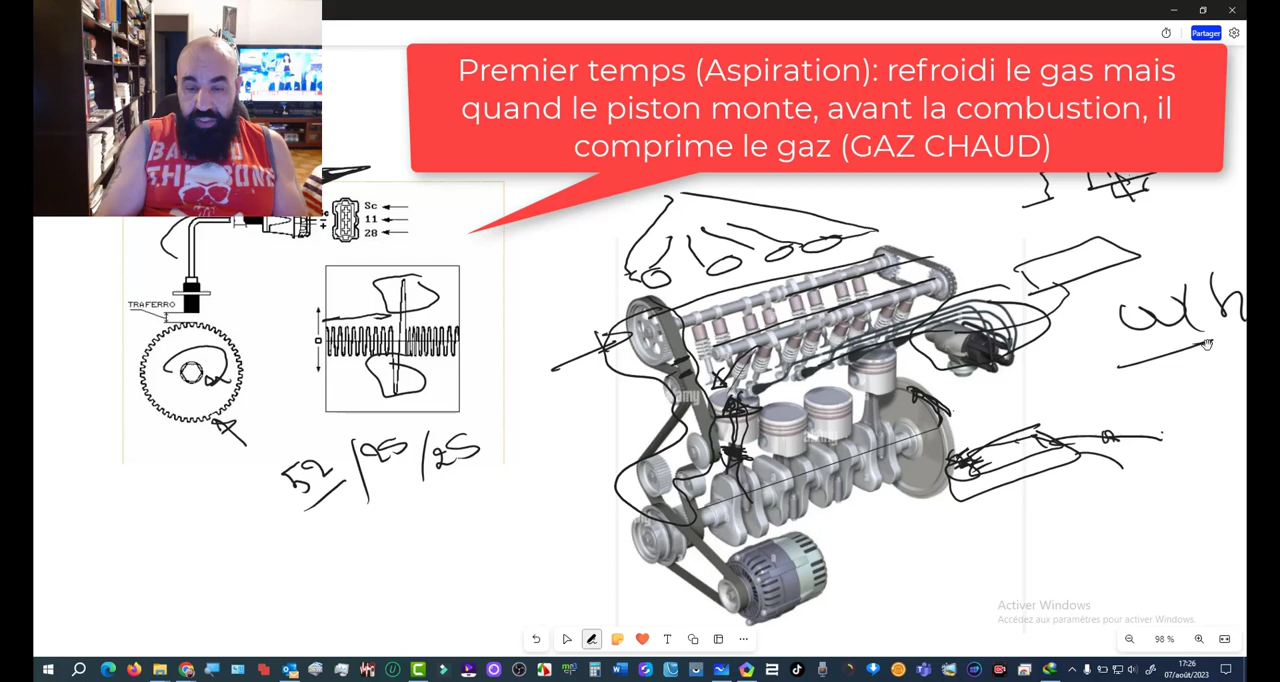 Partager
Premier temps (Aspiration): refroidi le gas mais
quand le piston monte, avant la combustion, il
comprime le gaz (GAZ CHAUD)
Sc
11
28
TRAFERRO
52
Activer Windows
Accédez aux paramètres pour activer Windows.
98 %
17:26
07/août/2023